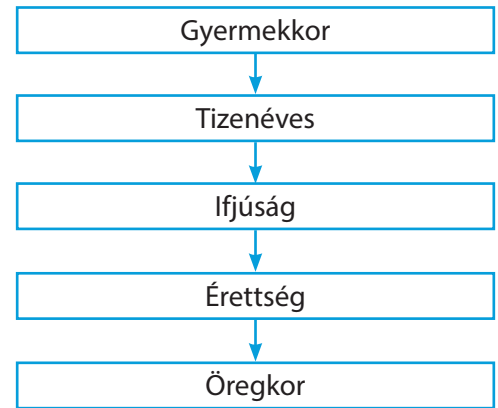 Gyermekkor
Tizenéves
Ifjúság
Érettség
Öregkor